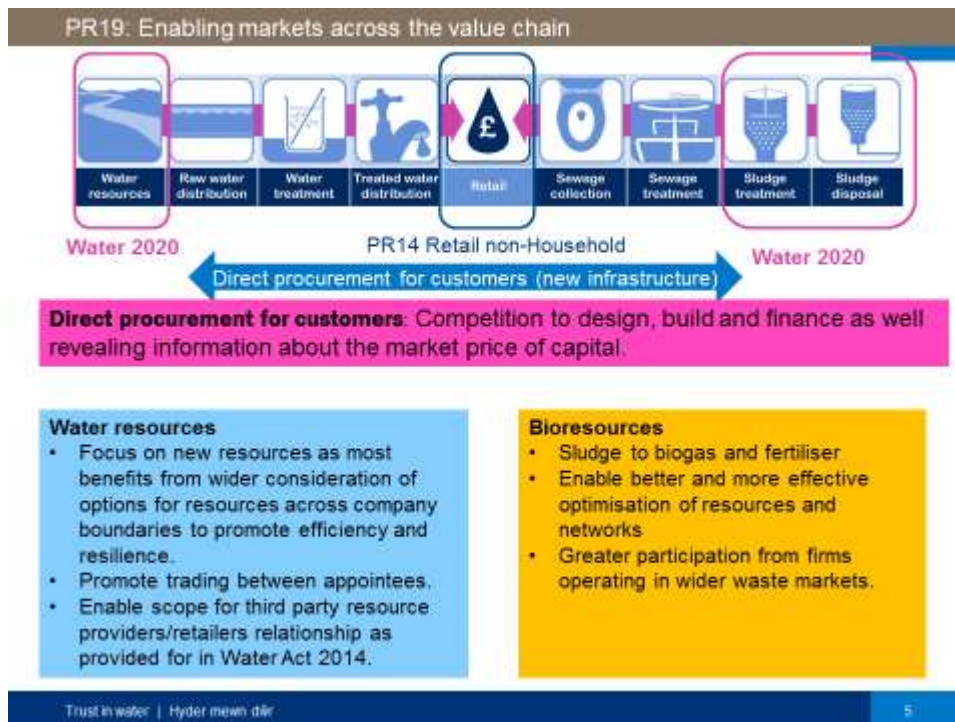 PR19: Enabling markets across the value chain
£
Water resources
Raw water distribution
Water treatment
Treated water distribution
Retail
Sewage collection
Sewage treatment
Sludge treatment
Sludge disposal
Water 2020
PR14 Retail non-Household
Water 2020
Direct procurement for customers (new infrastructure)
Direct procurement for customers: Competition to design, build and finance as well
revealing information about the market price of capital.
Water resources
• Focus on new resources as most
benefits from wider consideration of
options for resources across company
boundaries to promote efficiency and
resilience.
• Promote trading between appointees.
• Enable scope for third party resource
providers/retailers relationship as
provided for in Water Act 2014.
Bioresources
• Sludge to biogas and fertiliser
• Enable better and more effective
optimisation of resources and
networks
• Greater participation from firms
operating in wider waste markets.
Trust in water | Hyder mewn dŵr
5